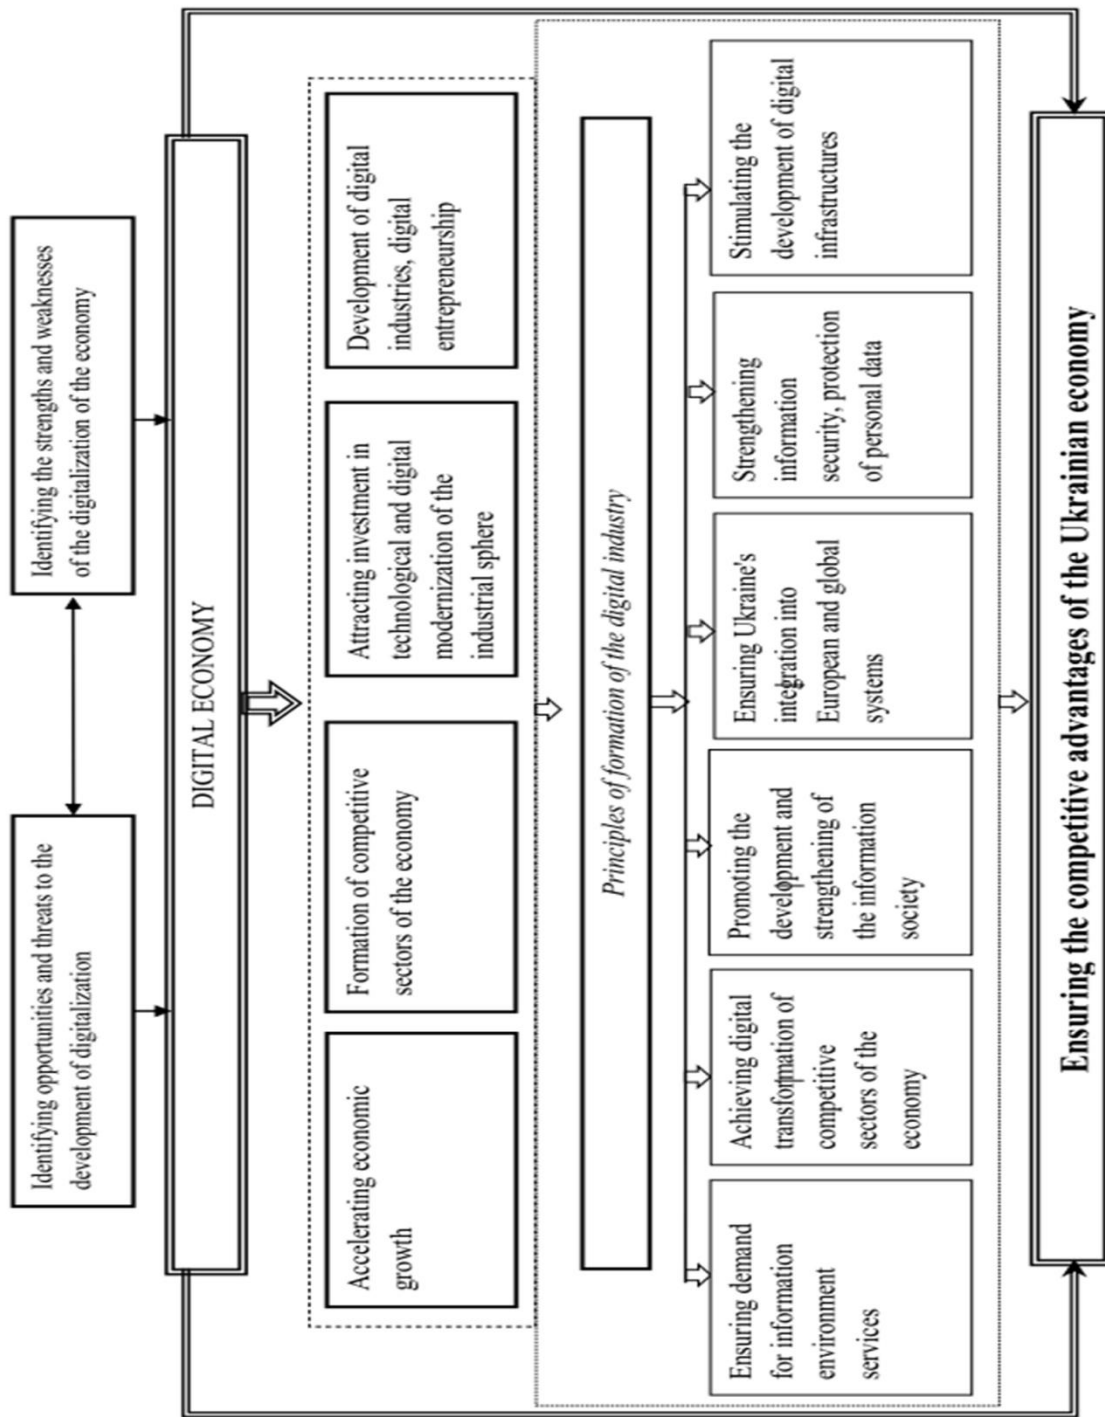 Identifying opportunities and threats to the
development of digitalization
Identifying the strengths and weaknesses
of the digitalization of the economy
DIGITAL ECONOMY
Accelerating economic
growth
Formation of competitive
sectors of the economy
Attracting investment in
technological and digital
modernization of the
industrial sphere
Development of digital
industries, digital
entrepreneurship
Principles of formation of the digital industry
Ensuring demand
for information
environment
services
Achieving digital
transformation of
competitive
sectors of the
economy
Promoting the
development and
strengthening of
the information
society
Ensuring Ukraine's
integration into
European and global
systems
Strengthening
information
security, protection
of personal data
Stimulating the
development of digital
infrastructures
Ensuring the competitive advantages of the Ukrainian economy